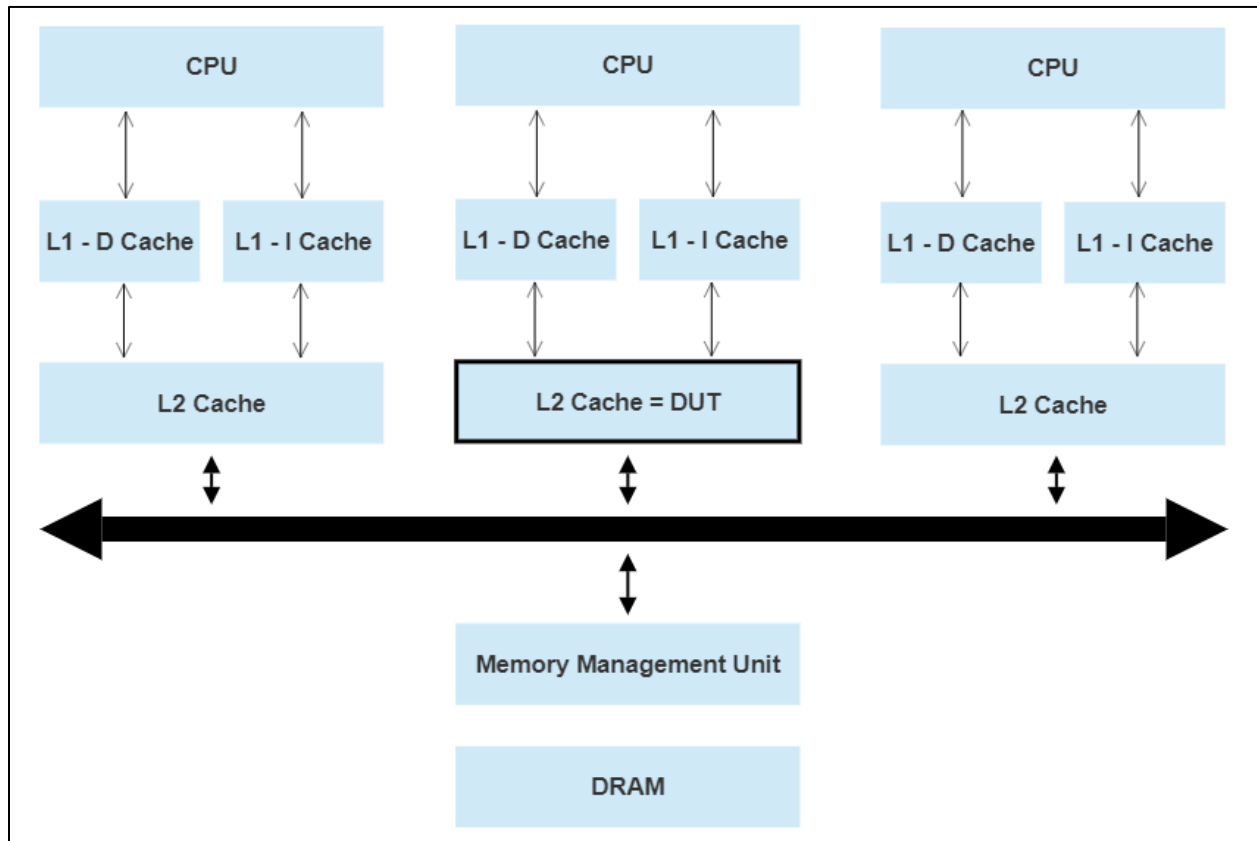 CPU
CPU
CPU
L1 - D Cache
L1 - I Cache
L1 - D Cache
L1 - I Cache
L1 - D Cache
L1 - I Cache
L2 Cache
L2 Cache = DUT
L2 Cache
Memory Management Unit
DRAM